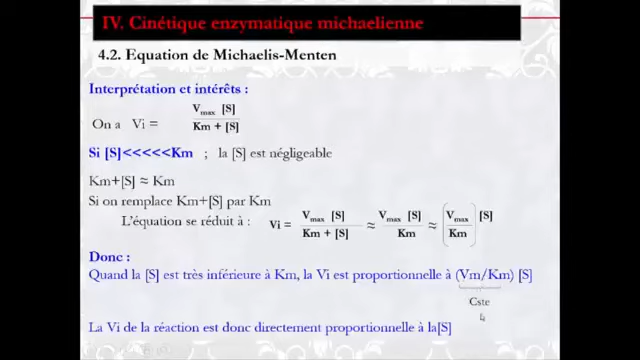 IV. Cinétique enzymatique michaelienne
4.2. Equation de Michaelis-Menten
Interprétation et intérêts :
On a Vi = Vmax [S] / Km + [S]
Si [S]<<<<<Km ; la [S] est négligeable
Km+[S] ≈ Km
Si on remplace Km+[S] par Km
L'équation se réduit à : Vi = Vmax [S] / Km + [S] ≈ Vmax [S] / Km ≈ (Vmax / Km) [S]
Donc :
Quand la [S] est très inférieure à Km, la Vi est proportionnelle à (Vm/Km) [S]
Cste
La Vi de la réaction est donc directement proportionnelle à la[S]